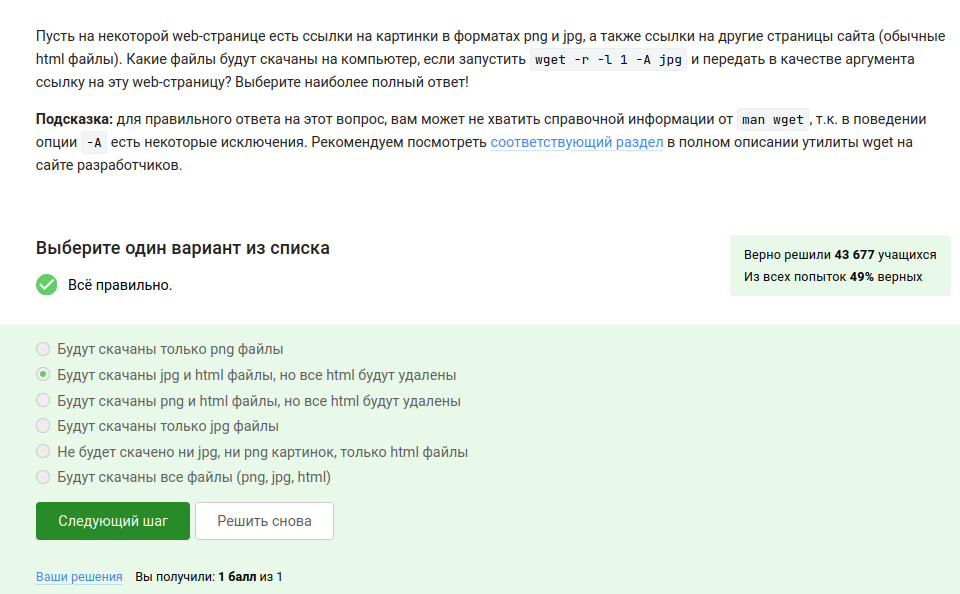 Пусть на некоторой web-странице есть ссылки на картинки в форматах png и jpg, а также ссылки на другие страницы сайта (обычные
html файлы). Какие файлы будут скачаны на компьютер, если запустить wget -r -l 1 -A jpg и передать в качестве аргумента
ссылку на эту web-страницу? Выберите наиболее полный ответ!
Подсказка: для правильного ответа на этот вопрос, вам может не хватить справочной информации от man wget, т.к. в поведении
опции -A есть некоторые исключения. Рекомендуем посмотреть соответствующий раздел в полном описании утилиты wget на
сайте разработчиков.
Выберите один вариант из списка
Всё правильно.
Верно решили 43 677 учащихся
Из всех попыток 49% верных
Будут скачаны только png файлы
Будут скачаны jpg и html файлы, но все html будут удалены
Будут скачаны png и html файлы, но все html будут удалены
Будут скачаны только jpg файлы
Не будет скачено ни jpg, ни png картинок, только html файлы
Будут скачаны все файлы (png, jpg, html)
Следующий шаг Решить снова
Ваши решения Вы получили: 1 балл из 1